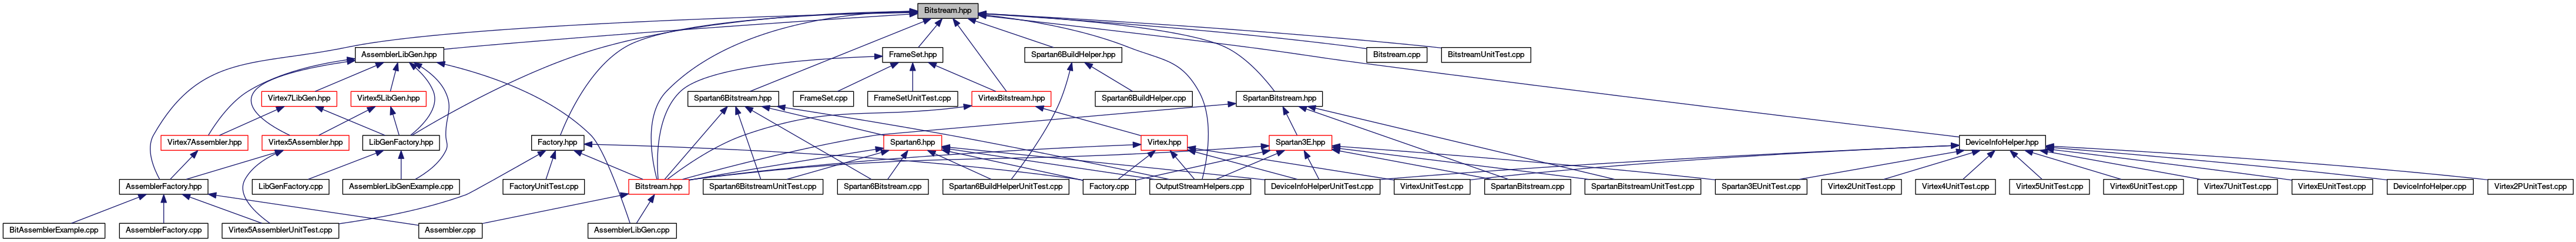 Bitstream.hpp
AssemblerLibGen.hpp
FrameSet.hpp
Spartan6BuildHelper.hpp
Bitstream.cpp
BitstreamUnitTest.cpp
Virtex7LibGen.hpp
Virtex5LibGen.hpp
Spartan6Bitstream.hpp
FrameSet.cpp
FrameSetUnitTest.cpp
VirtexBitstream.hpp
Spartan6BuildHelper.cpp
SpartanBitstream.hpp
Virtex7Assembler.hpp
Virtex5Assembler.hpp
LibGenFactory.hpp
Factory.hpp
Spartan6.hpp
Virtex.hpp
Spartan3E.hpp
DeviceInfoHelper.hpp
AssemblerFactory.hpp
LibGenFactory.cpp
AssemblerLibGenExample.cpp
FactoryUnitTest.cpp
Bitstream.hpp
Spartan6BitstreamUnitTest.cpp
Spartan6Bitstream.cpp
Spartan6BuildHelperUnitTest.cpp
Factory.cpp
OutputStreamHelpers.cpp
DeviceInfoHelperUnitTest.cpp
VirtexUnitTest.cpp
SpartanBitstream.cpp
SpartanBitstreamUnitTest.cpp
Spartan3EUnitTest.cpp
Virtex2UnitTest.cpp
Virtex4UnitTest.cpp
Virtex5UnitTest.cpp
Virtex6UnitTest.cpp
Virtex7UnitTest.cpp
VirtexEUnitTest.cpp
DeviceInfoHelper.cpp
Virtex2PUnitTest.cpp
BitAssemblerExample.cpp
AssemblerFactory.cpp
Virtex5AssemblerUnitTest.cpp
Assembler.cpp
AssemblerLibGen.cpp